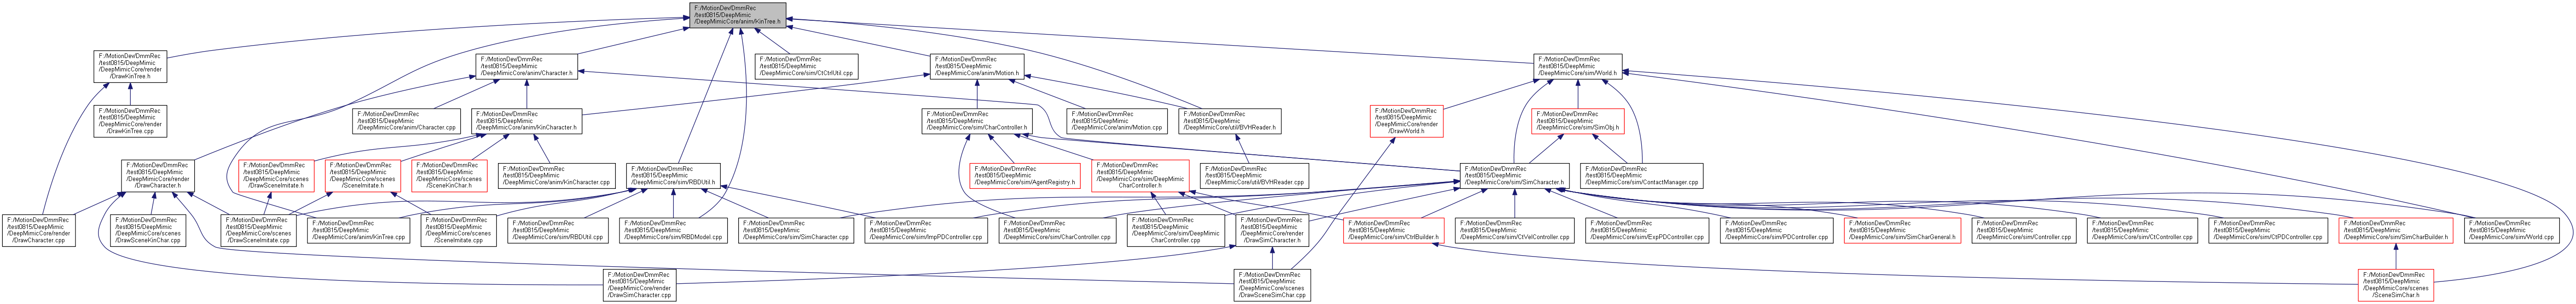 F:/MotionDev/DmmRec
/test0815/DeepMimic
/DeepMimicCore/anim/KinTree.h
F:/MotionDev/DmmRec
/test0815/DeepMimic
/DeepMimicCore/render
/DrawKinTree.h
F:/MotionDev/DmmRec
/test0815/DeepMimic
/DeepMimicCore/anim/Character.h
F:/MotionDev/DmmRec
/test0815/DeepMimic
/DeepMimicCore/sim/CtCtrlUtil.cpp
F:/MotionDev/DmmRec
/test0815/DeepMimic
/DeepMimicCore/anim/Motion.h
F:/MotionDev/DmmRec
/test0815/DeepMimic
/DeepMimicCore/sim/World.h
F:/MotionDev/DmmRec
/test0815/DeepMimic
/DeepMimicCore/render
/DrawKinTree.cpp
F:/MotionDev/DmmRec
/test0815/DeepMimic
/DeepMimicCore/anim/Character.cpp
F:/MotionDev/DmmRec
/test0815/DeepMimic
/DeepMimicCore/anim/KinCharacter.h
F:/MotionDev/DmmRec
/test0815/DeepMimic
/DeepMimicCore/sim/CharController.h
F:/MotionDev/DmmRec
/test0815/DeepMimic
/DeepMimicCore/anim/Motion.cpp
F:/MotionDev/DmmRec
/test0815/DeepMimic
/DeepMimicCore/util/BVHReader.h
F:/MotionDev/DmmRec
/test0815/DeepMimic
/DeepMimicCore/render
/DrawWorld.h
F:/MotionDev/DmmRec
/test0815/DeepMimic
/DeepMimicCore/sim/SimObj.h
F:/MotionDev/DmmRec
/test0815/DeepMimic
/DeepMimicCore/render
/DrawCharacter.h
F:/MotionDev/DmmRec
/test0815/DeepMimic
/DeepMimicCore/scenes
/DrawSceneImitate.h
F:/MotionDev/DmmRec
/test0815/DeepMimic
/DeepMimicCore/scenes
/SceneImitate.h
F:/MotionDev/DmmRec
/test0815/DeepMimic
/DeepMimicCore/scenes
/SceneKinChar.h
F:/MotionDev/DmmRec
/test0815/DeepMimic
/DeepMimicCore/anim/KinCharacter.cpp
F:/MotionDev/DmmRec
/test0815/DeepMimic
/DeepMimicCore/sim/RBDUtil.h
F:/MotionDev/DmmRec
/test0815/DeepMimic
/DeepMimicCore/sim/AgentRegistry.h
F:/MotionDev/DmmRec
/test0815/DeepMimic
/DeepMimicCore/sim/DeepMimic
CharController.h
F:/MotionDev/DmmRec
/test0815/DeepMimic
/DeepMimicCore/util/BVHReader.cpp
F:/MotionDev/DmmRec
/test0815/DeepMimic
/DeepMimicCore/sim/SimCharacter.h
F:/MotionDev/DmmRec
/test0815/DeepMimic
/DeepMimicCore/sim/ContactManager.cpp
F:/MotionDev/DmmRec
/test0815/DeepMimic
/DeepMimicCore/render
/DrawCharacter.cpp
F:/MotionDev/DmmRec
/test0815/DeepMimic
/DeepMimicCore/scenes
/DrawSceneKinChar.cpp
F:/MotionDev/DmmRec
/test0815/DeepMimic
/DeepMimicCore/scenes
/DrawSceneImitate.cpp
F:/MotionDev/DmmRec
/test0815/DeepMimic
/DeepMimicCore/anim/KinTree.cpp
F:/MotionDev/DmmRec
/test0815/DeepMimic
/DeepMimicCore/scenes
/SceneImitate.cpp
F:/MotionDev/DmmRec
/test0815/DeepMimic
/DeepMimicCore/sim/RBDUtil.cpp
F:/MotionDev/DmmRec
/test0815/DeepMimic
/DeepMimicCore/sim/RBDModel.cpp
F:/MotionDev/DmmRec
/test0815/DeepMimic
/DeepMimicCore/sim/SimCharacter.cpp
F:/MotionDev/DmmRec
/test0815/DeepMimic
/DeepMimicCore/sim/ImpPDController.cpp
F:/MotionDev/DmmRec
/test0815/DeepMimic
/DeepMimicCore/sim/CharController.cpp
F:/MotionDev/DmmRec
/test0815/DeepMimic
/DeepMimicCore/sim/DeepMimic
CharController.cpp
F:/MotionDev/DmmRec
/test0815/DeepMimic
/DeepMimicCore/render
/DrawSimCharacter.h
F:/MotionDev/DmmRec
/test0815/DeepMimic
/DeepMimicCore/sim/CtrlBuilder.h
F:/MotionDev/DmmRec
/test0815/DeepMimic
/DeepMimicCore/sim/CtVelController.cpp
F:/MotionDev/DmmRec
/test0815/DeepMimic
/DeepMimicCore/sim/ExpPDController.cpp
F:/MotionDev/DmmRec
/test0815/DeepMimic
/DeepMimicCore/sim/PDController.cpp
F:/MotionDev/DmmRec
/test0815/DeepMimic
/DeepMimicCore/sim/SimCharGeneral.h
F:/MotionDev/DmmRec
/test0815/DeepMimic
/DeepMimicCore/sim/Controller.cpp
F:/MotionDev/DmmRec
/test0815/DeepMimic
/DeepMimicCore/sim/CtController.cpp
F:/MotionDev/DmmRec
/test0815/DeepMimic
/DeepMimicCore/sim/CtPDController.cpp
F:/MotionDev/DmmRec
/test0815/DeepMimic
/DeepMimicCore/sim/SimCharBuilder.h
F:/MotionDev/DmmRec
/test0815/DeepMimic
/DeepMimicCore/sim/World.cpp
F:/MotionDev/DmmRec
/test0815/DeepMimic
/DeepMimicCore/render
/DrawSimCharacter.cpp
F:/MotionDev/DmmRec
/test0815/DeepMimic
/DeepMimicCore/scenes
/DrawSceneSimChar.cpp
F:/MotionDev/DmmRec
/test0815/DeepMimic
/DeepMimicCore/scenes
/SceneSimChar.h